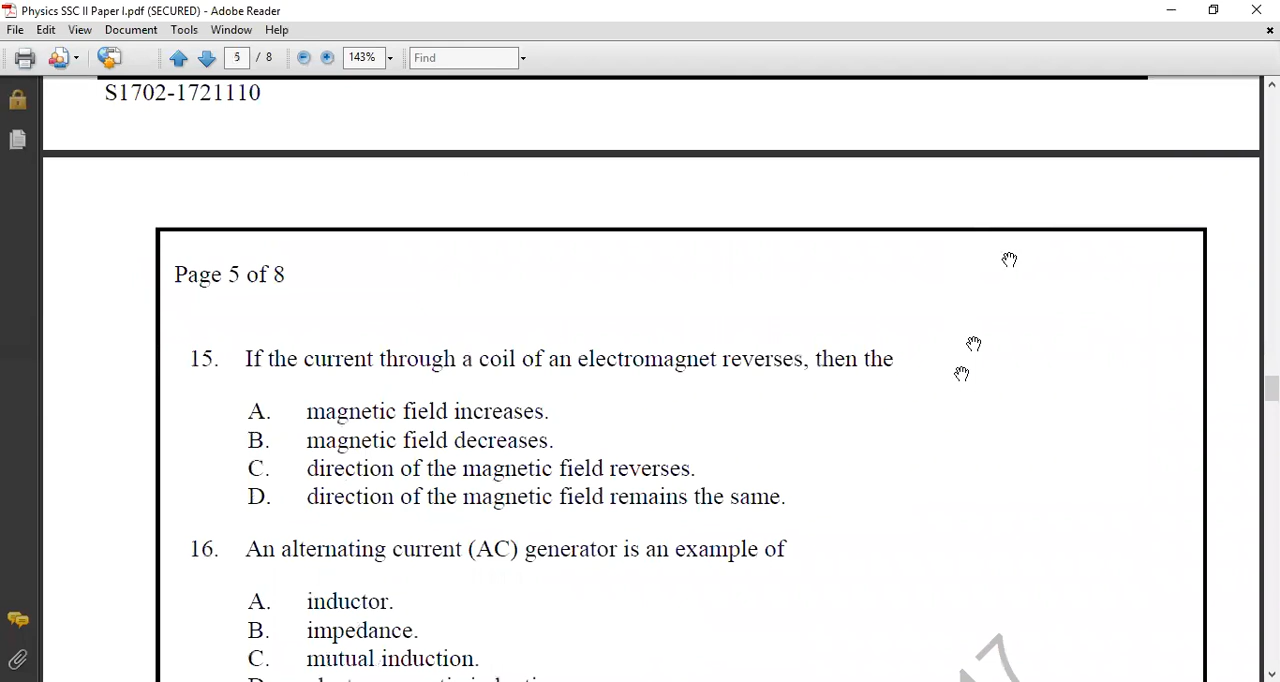 Physics SSC II Paper I.pdf (SECURED) - Adobe Reader
File Edit View Document Tools Window Help
5 / 8 143% Find
S1702-1721110
Page 5 of 8
15. If the current through a coil of an electromagnet reverses, then the
A. magnetic field increases.
B. magnetic field decreases.
C. direction of the magnetic field reverses.
D. direction of the magnetic field remains the same.
16. An alternating current (AC) generator is an example of
A. inductor.
B. impedance.
C. mutual induction.
17